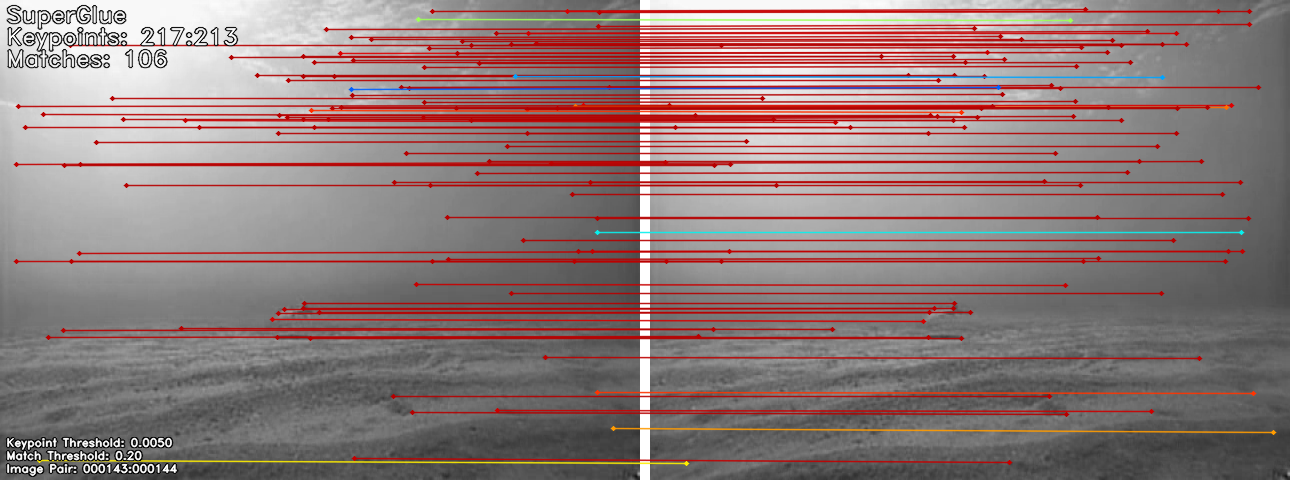 SuperGlue
Keypoints: 217:213
Matches: 106
Keypoint Threshold: 0.0050
Match Threshold: 0.20
Image Pair: 000143:000144